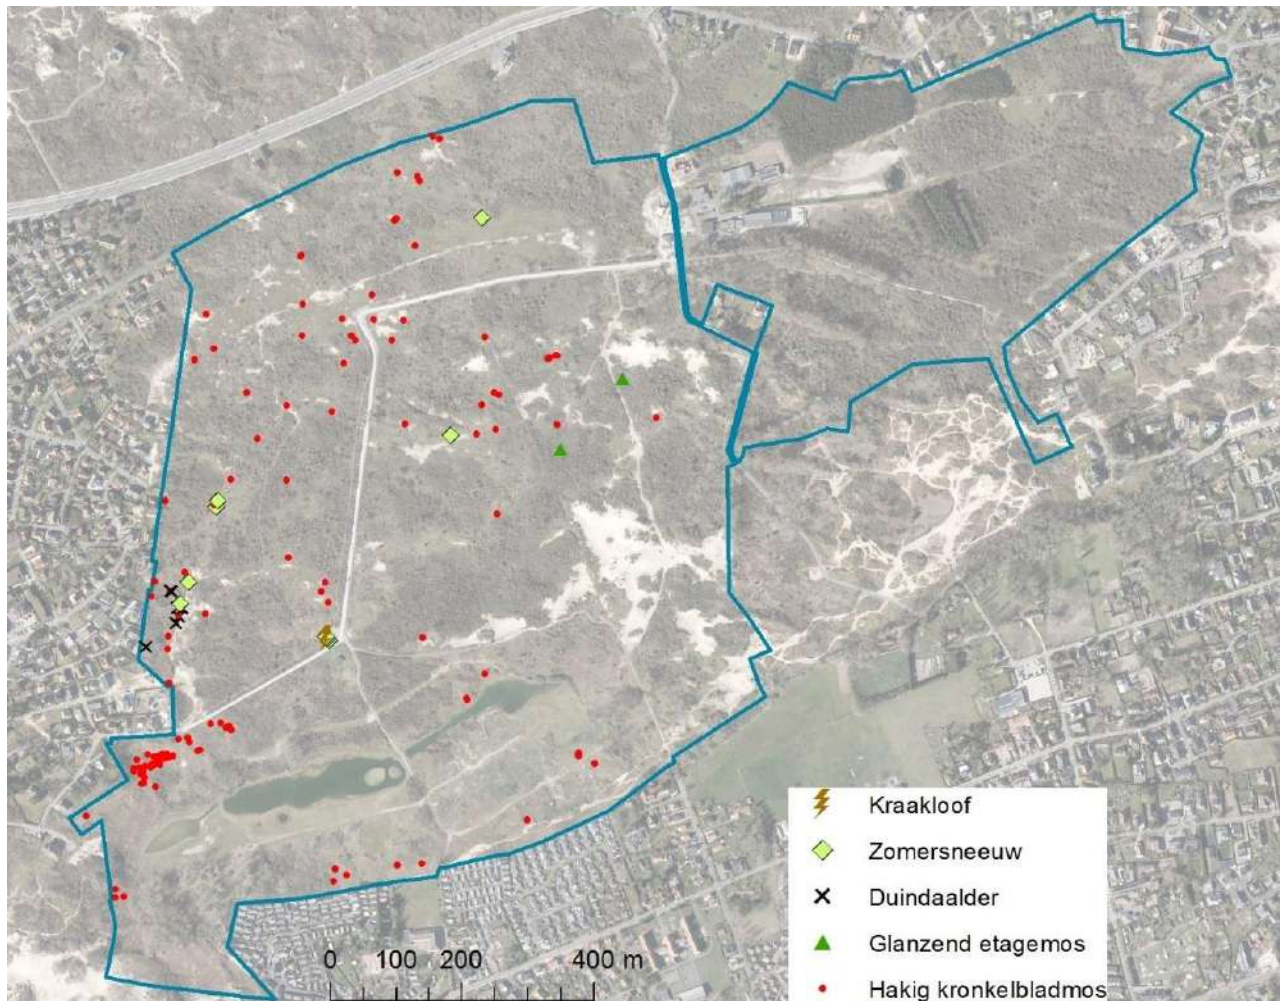 Kraakloof
Zomersneeuw
Duindaalder
Glanzend etagemos
Hakig kronkelbladmos
0 100 200 400 m